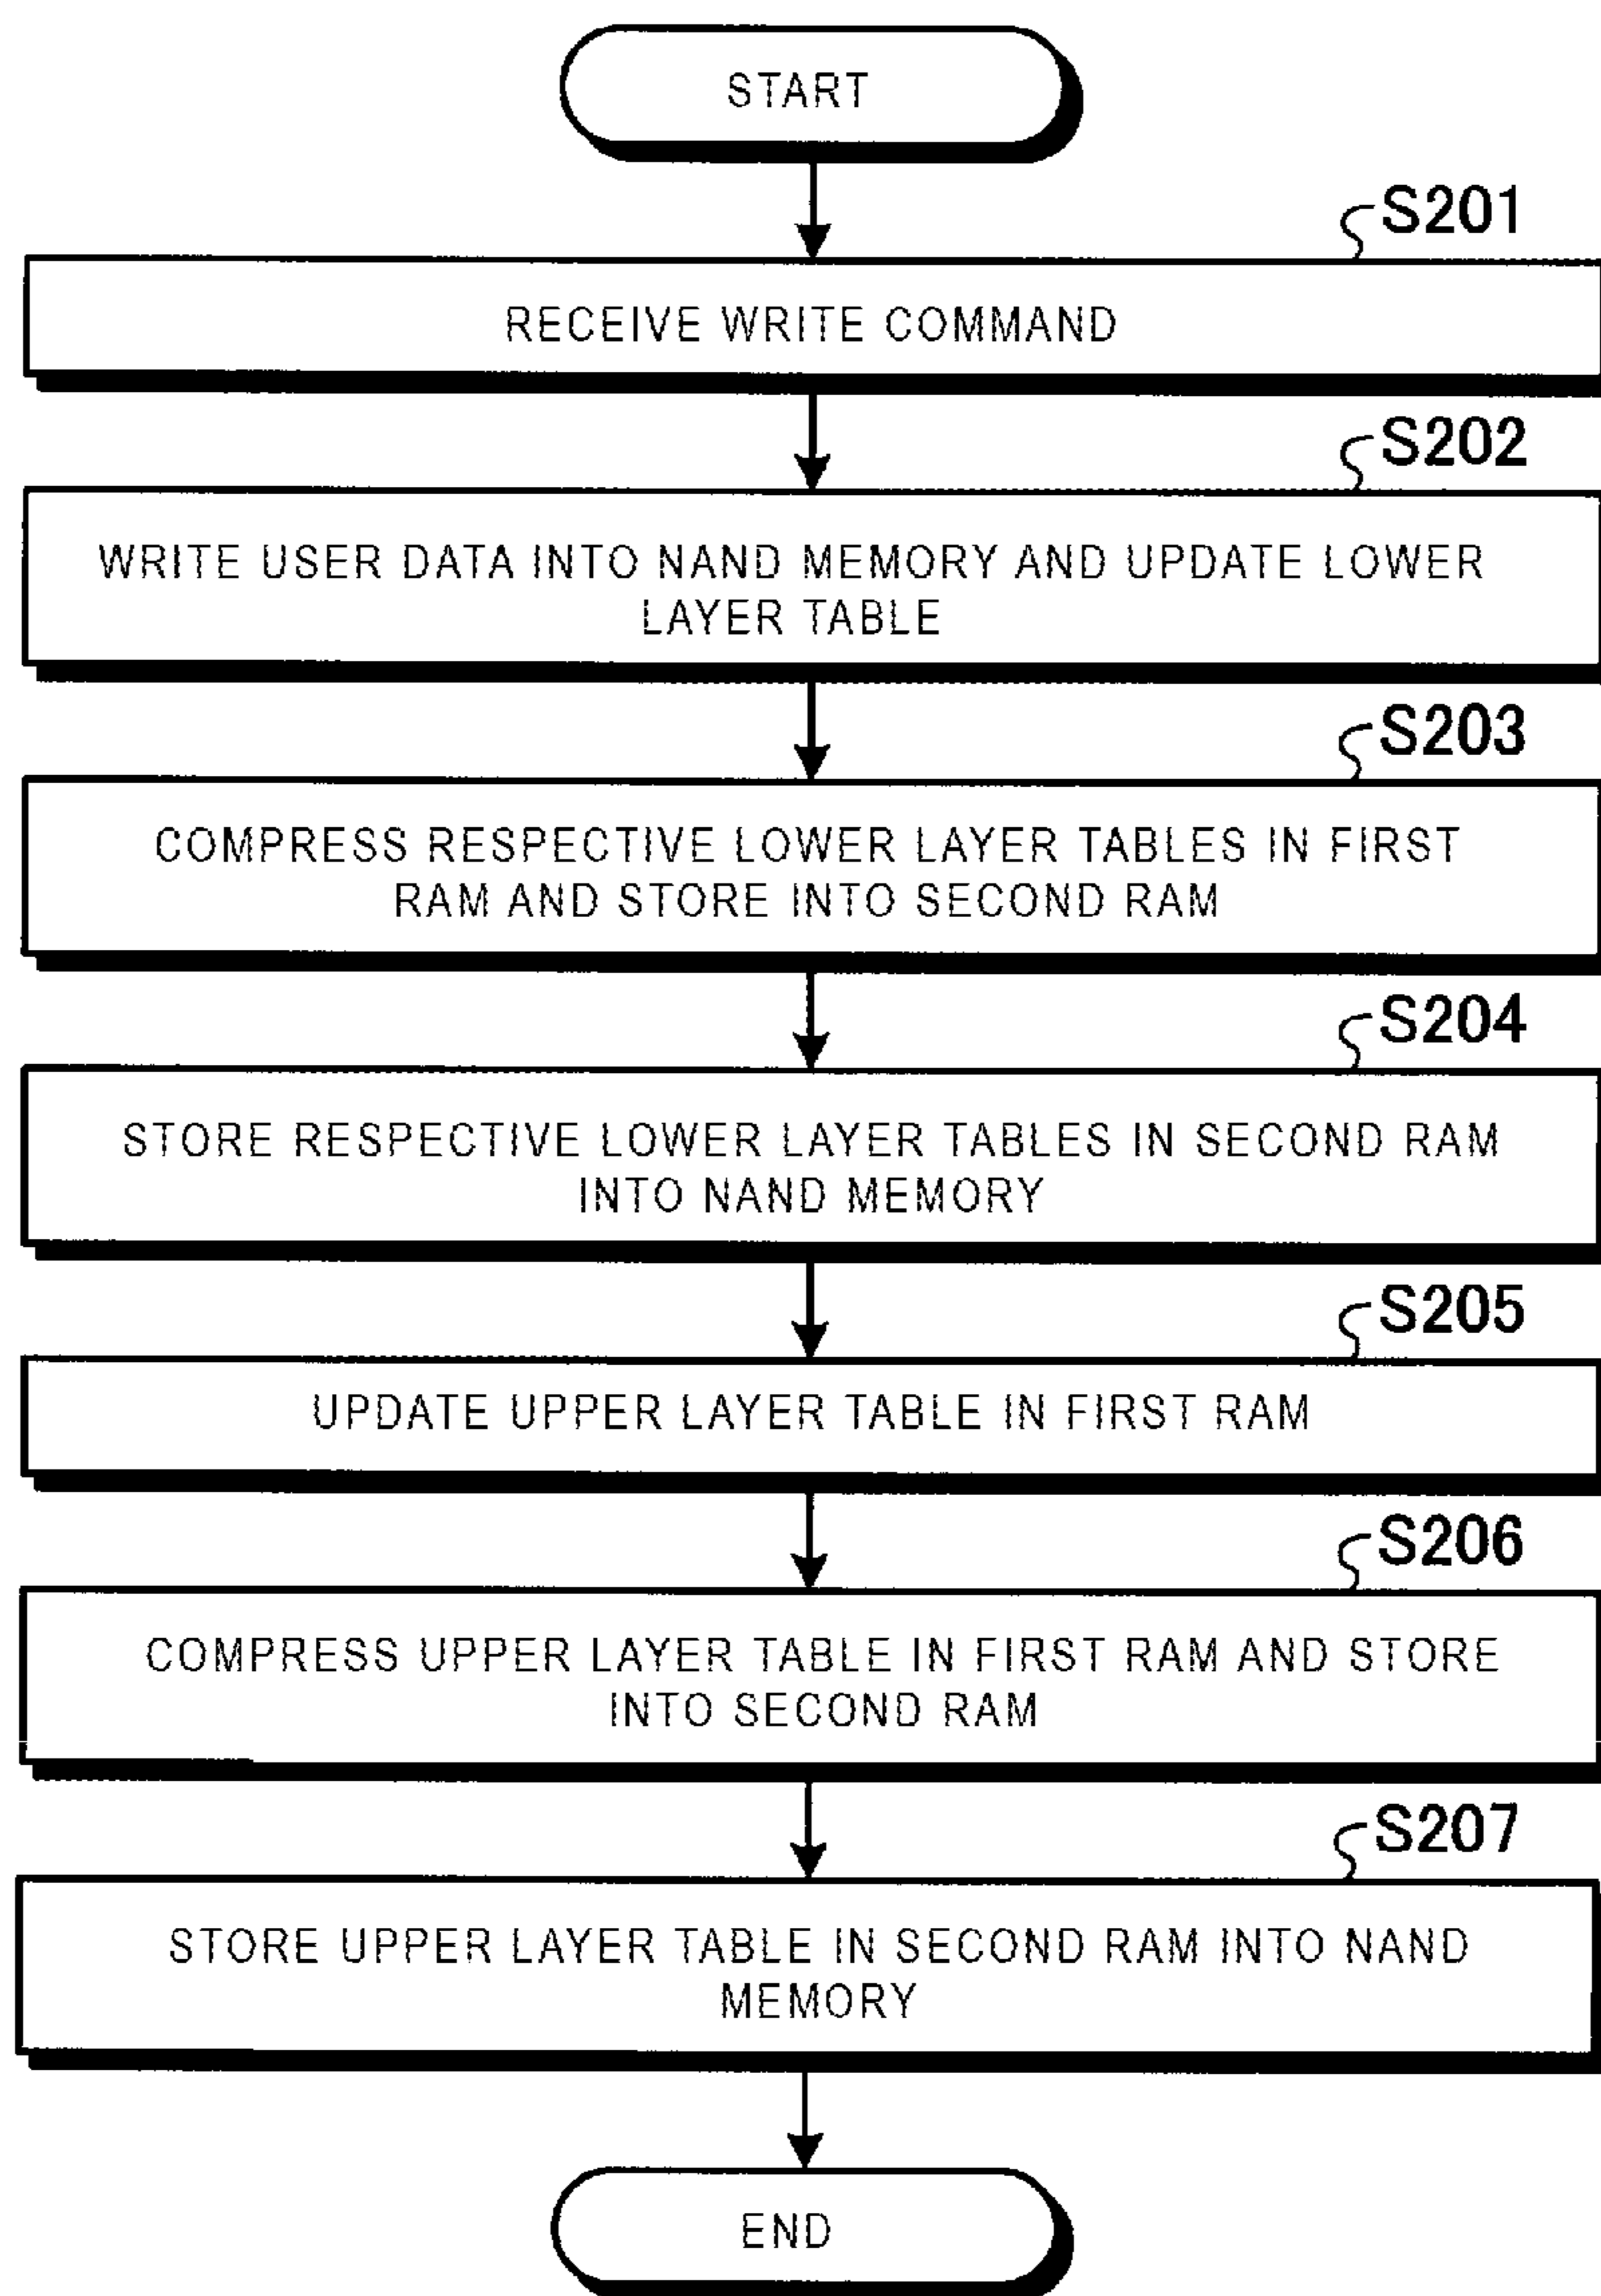 START
S201
RECEIVE WRITE COMMAND
S202
WRITE USER DATA INTO NAND MEMORY AND UPDATE LOWER
LAYER TABLE
S203
COMPRESS RESPECTIVE LOWER LAYER TABLES IN FIRST
RAM AND STORE INTO SECOND RAM
S204
STORE RESPECTIVE LOWER LAYER TABLES IN SECOND RAM
INTO NAND MEMORY
S205
UPDATE UPPER LAYER TABLE IN FIRST RAM
S206
COMPRESS UPPER LAYER TABLE IN FIRST RAM AND STORE
INTO SECOND RAM
S207
STORE UPPER LAYER TABLE IN SECOND RAM INTO NAND
MEMORY
END